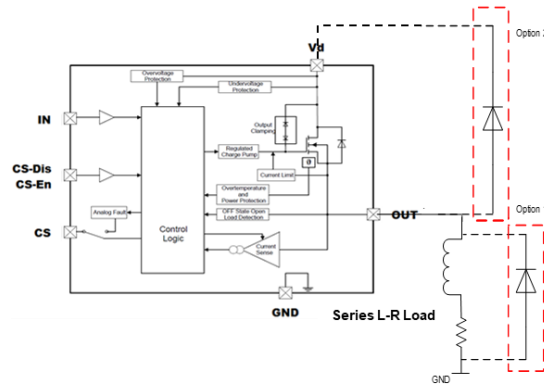 Option 2
Vd
Overvoltage
Protection
Undervoltage
Protection
IN
Output
Clamping
Regulated
Charge Pump
CS-Dis
CS-En
Current Limit
Overtemperature
and
Power Protection
OFF State Open
Load Detection
OUT
Option 1
Analog Fault
CS
Control
Logic
Current
Sense
GND
Series L-R Load
GND